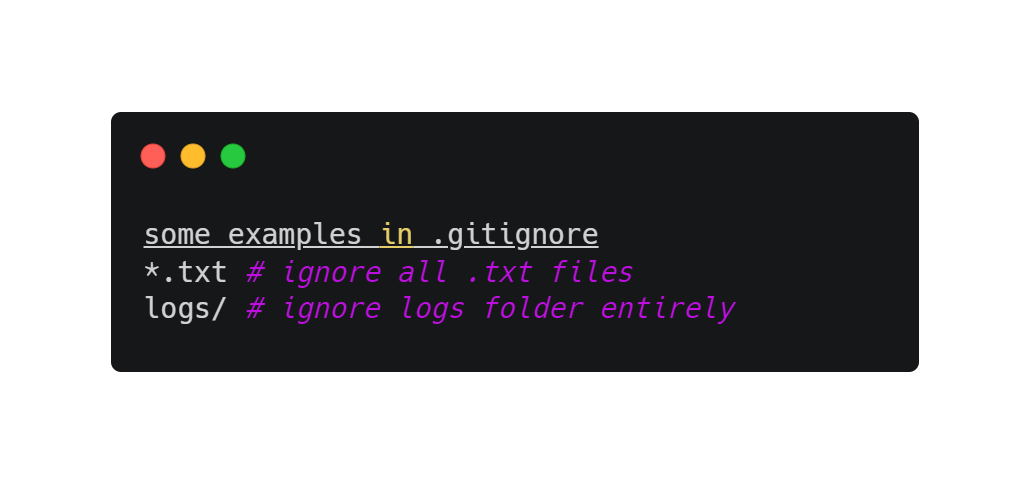 some examples in .gitignore
*.txt # ignore all .txt files
logs/ # ignore logs folder entirely